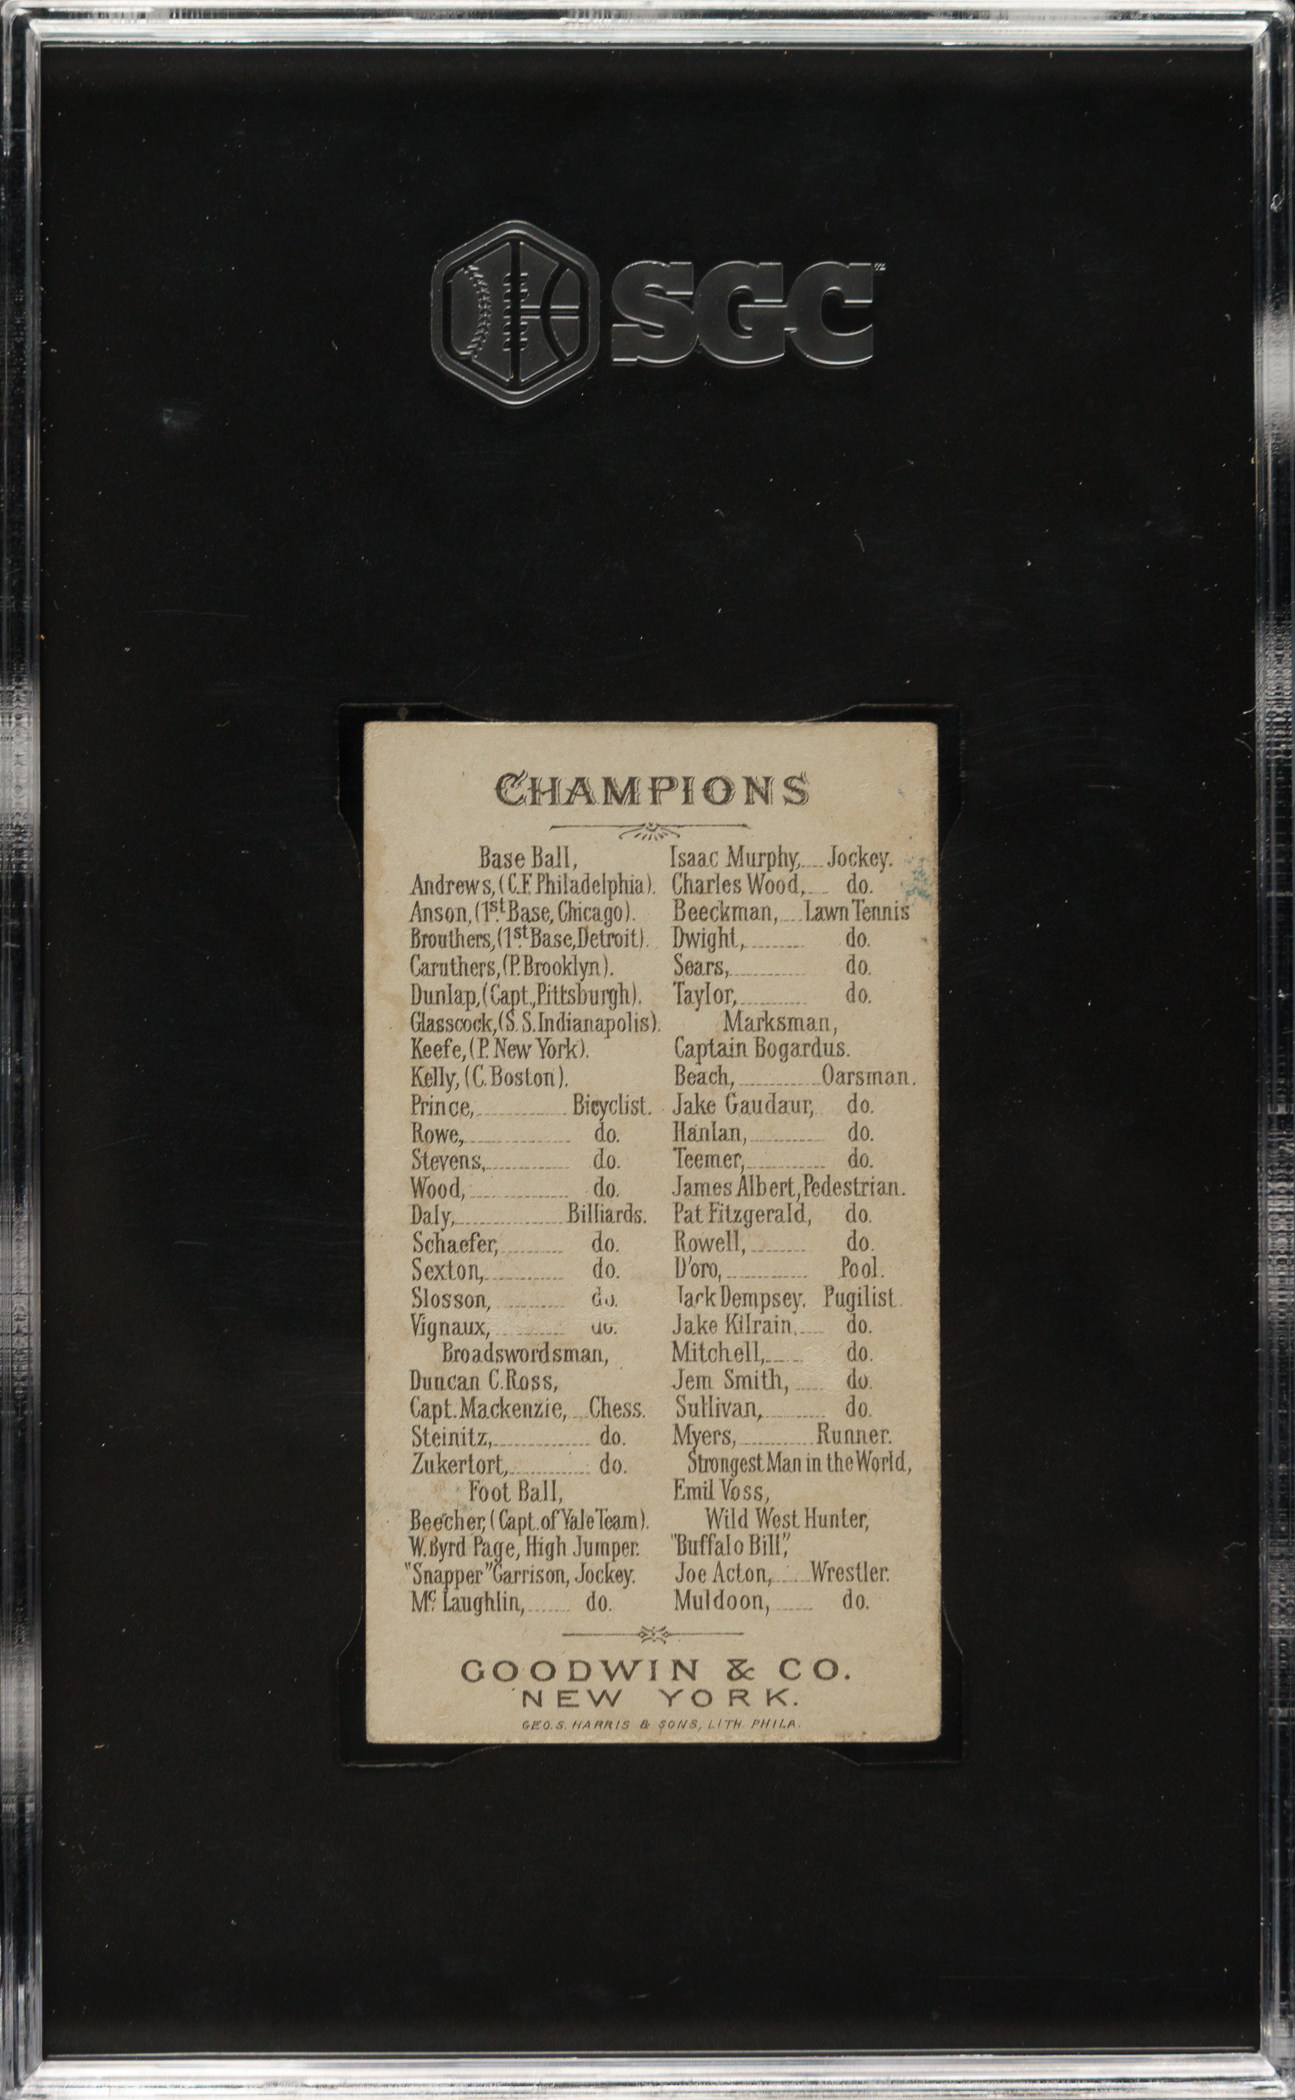 SGC
CHAMPIONS
Base Ball,
Andrews, (C.F. Philadelphia).
Anson, (1st Base, Chicago).
Brouthers, (1st Base, Detroit).
Caruthers, (P. Brooklyn).
Dunlap, (Capt., Pittsburgh).
Glasscock, (S. S. Indianapolis).
Keefe, (P. New York).
Kelly, (C. Boston).
Prince, Bicyclist.
Rowe, do.
Stevens, do.
Wood, do.
Daly, Billiards.
Schaefer, do.
Sexton, do.
Slosson, do.
Vignaux, do.
Broadswordsman,
Duncan C. Ross,
Capt. Mackenzie, Chess.
Steinitz, do.
Zukertort, do.
Foot Ball,
Beecher, (Capt. of Yale Team).
W. Byrd Page, High Jumper.
"Snapper" Garrison, Jockey.
Mc Laughlin, do.
Isaac Murphy, Jockey.
Charles Wood, do.
Beeckman, Lawn Tennis
Dwight, do.
Sears, do.
Taylor, do.
Marksman,
Captain Bogardus.
Beach, Oarsman.
Jake Gaudaur, do.
Hanlan, do.
Teemer, do.
James Albert, Pedestrian.
Pat Fitzgerald, do.
Rowell, do.
D'oro, Pool.
Jack Dempsey. Pugilist.
Jake Kilrain, do.
Mitchell, do.
Jem Smith, do.
Sullivan, do.
Myers, Runner.
Strongest Man in the World,
Emil Voss,
Wild West Hunter,
"Buffalo Bill",
Joe Acton, Wrestler.
Muldoon, do.
GOODWIN & CO.
NEW YORK.
GEO. S. HARRIS & SONS, LITH. PHILA.